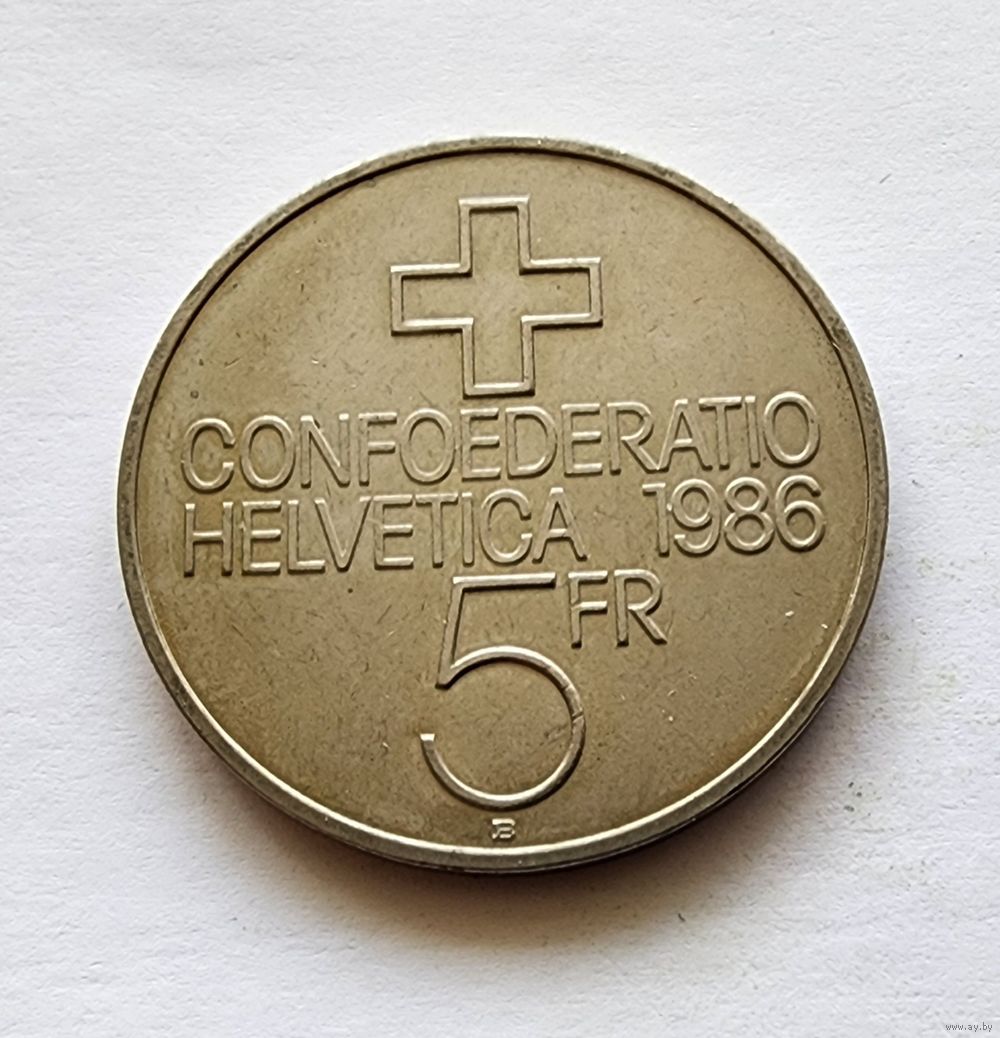 CONFOEDERATIO
HELVETICA 1986
5 FR
B
www.ay.by